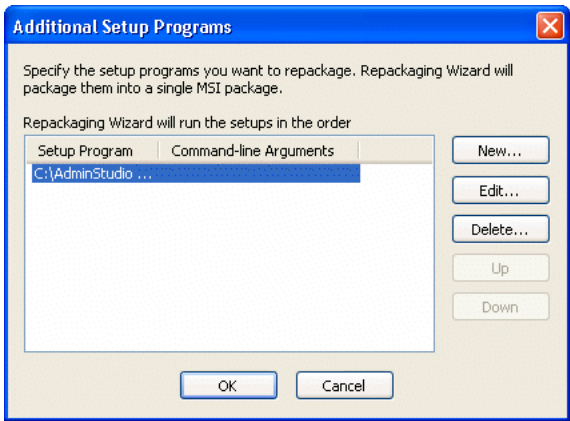 Additional Setup Programs
Specify the setup programs you want to repackage. Repackaging Wizard will
package them into a single MSI package.
Repackaging Wizard will run the setups in the order
Setup Program Command-line Arguments
C:\AdminStudio ...
New...
Edit...
Delete...
Up
Down
OK Cancel